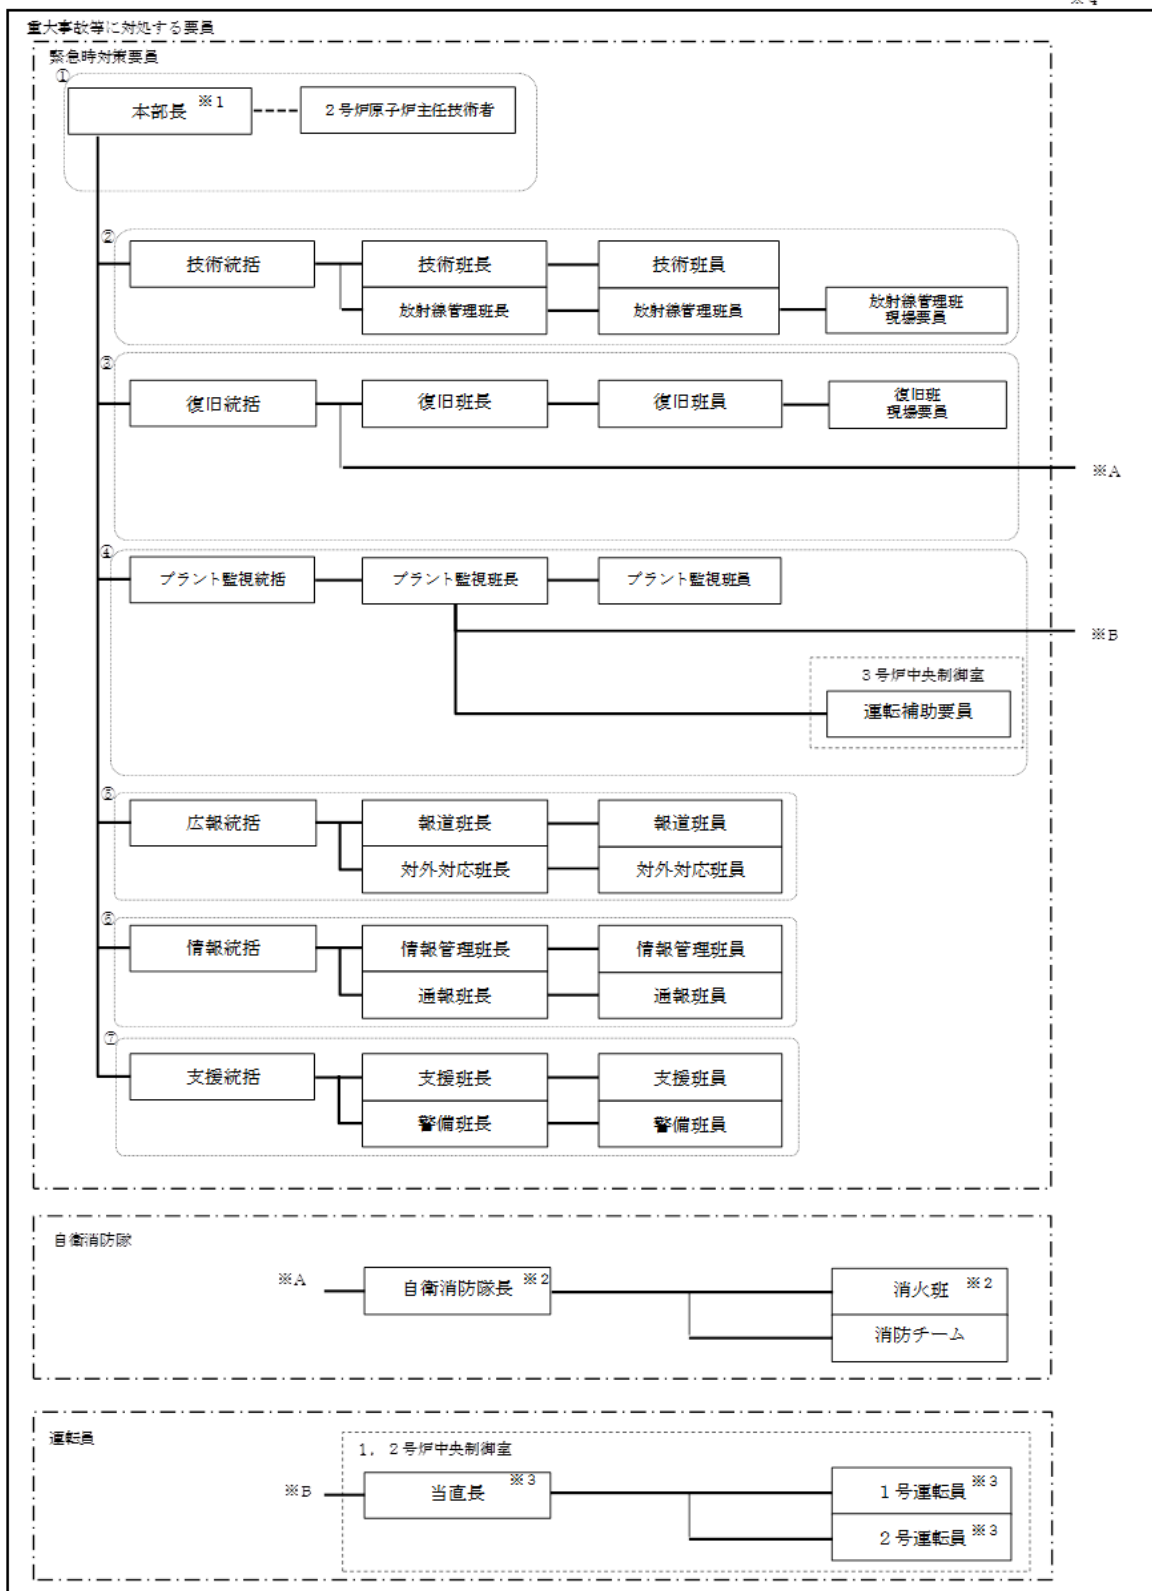 ※4
重大事故等に対処する要員
緊急時対策要員
①
本部長 ※1
2号炉原子炉主任技術者
②
技術統括
技術班長
技術班員
放射線管理班長
放射線管理班員
放射線管理班
現場要員
③
復旧統括
復旧班長
復旧班員
復旧班
現場要員
※A
④
プラント監視統括
プラント監視班長
プラント監視班員
※B
3号炉中央制御室
運転補助要員
⑤
広報統括
報道班長
報道班員
対外対応班長
対外対応班員
⑥
情報統括
情報管理班長
情報管理班員
通報班長
通報班員
⑦
支援統括
支援班長
支援班員
警備班長
警備班員
自衛消防隊
※A
自衛消防隊長 ※2
消火班 ※2
消防チーム
運転員
1,2号炉中央制御室
※B
当直長 ※3
1号運転員 ※3
2号運転員 ※3